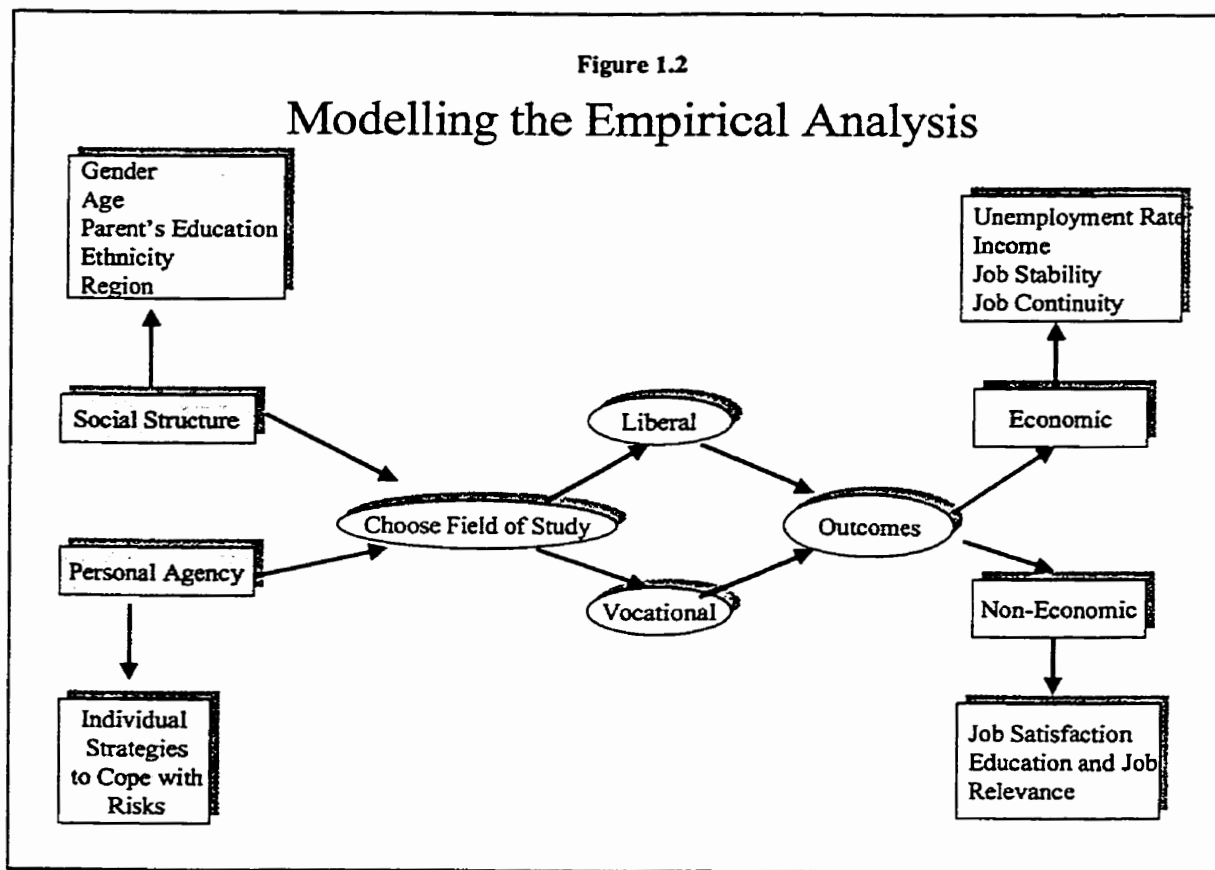 Figure 1.2
Modelling the Empirical Analysis
Gender
Age
Parent's Education
Ethnicity
Region
Unemployment Rate
Income
Job Stability
Job Continuity
Social Structure
Liberal
Economic
Choose Field of Study
Outcomes
Personal Agency
Vocational
Non-Economic
Individual
Strategies
to Cope with
Risks
Job Satisfaction
Education and Job
Relevance